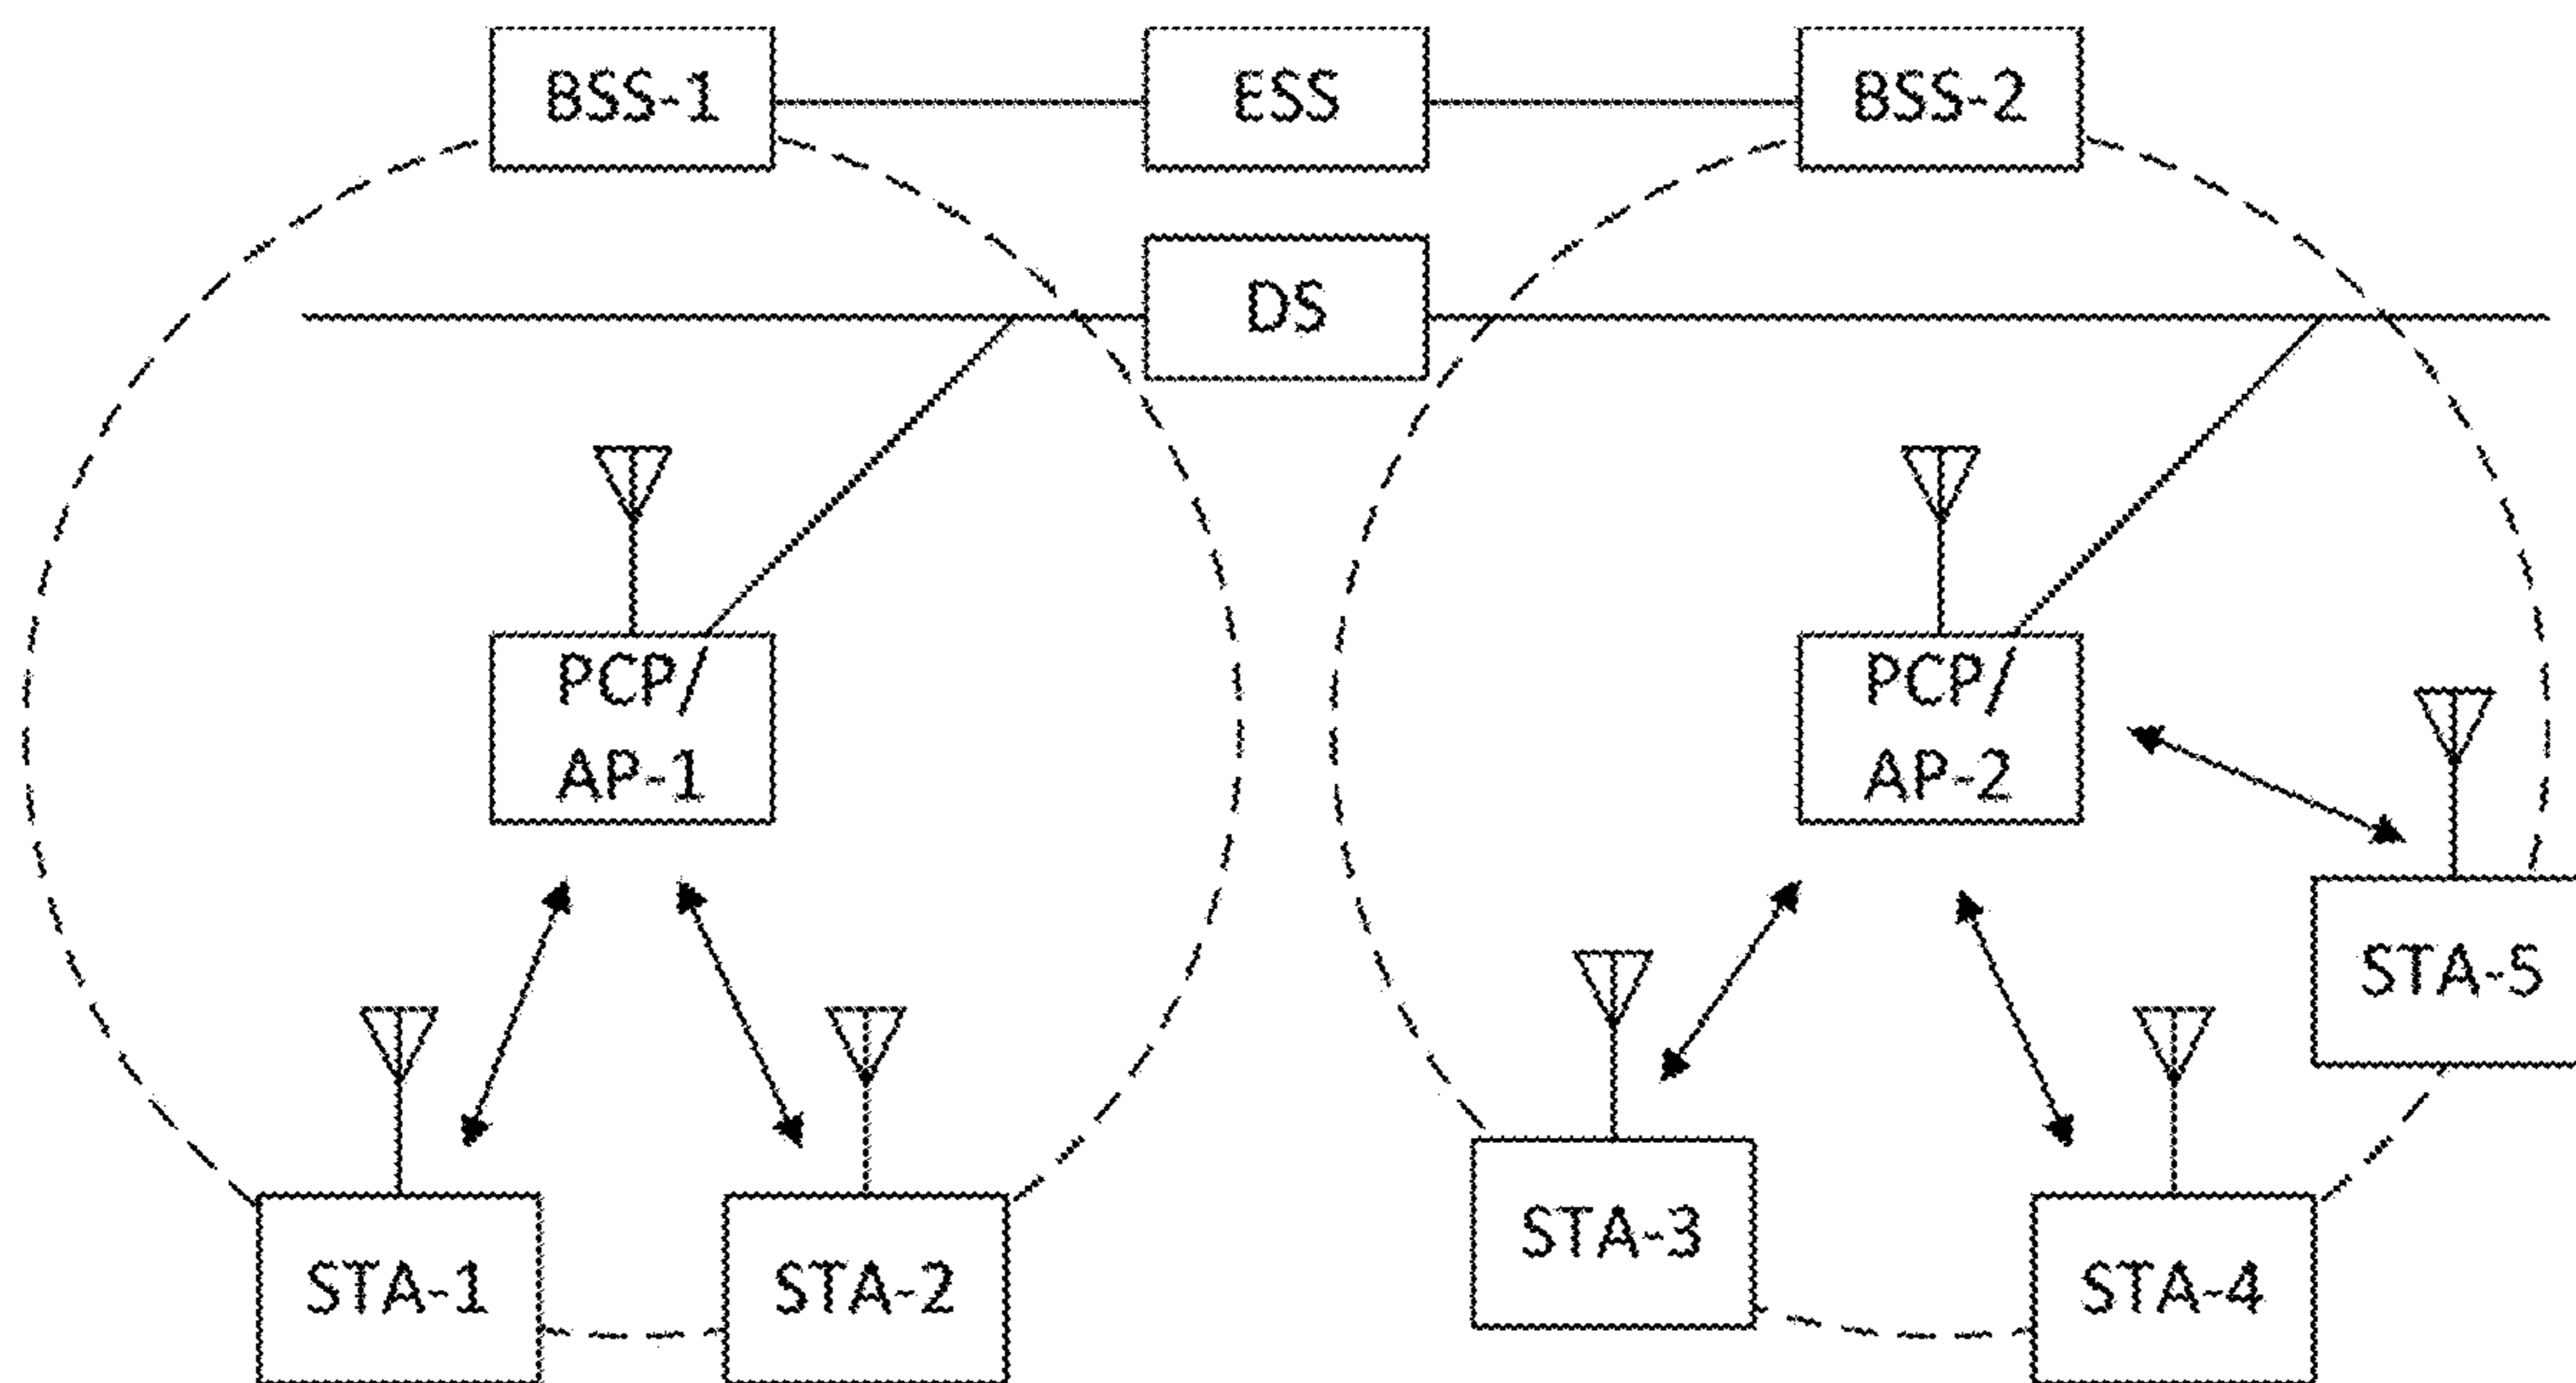 BSS-1
ESS
BSS-2
DS
PCP/
AP-1
PCP/
AP-2
STA-5
STA-3
STA-1
STA-2
STA-4